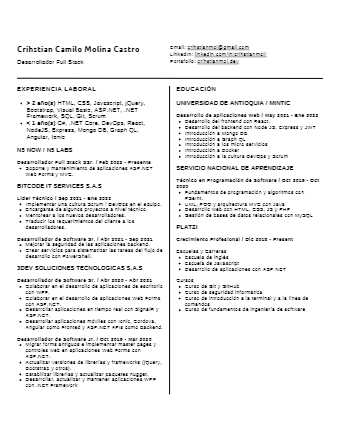 Crihstian Camilo Molina Castro
Desarrollador Full Stack
Email: crihstianmol@gmail.com
LinkedIn: linkedin.com/in/crihstianmol
Portafolio: crihstianmol.dev
EXPERIENCIA LABORAL
> 2 año(s) HTML, CSS, Javascript, jQuery,
Bootstrap, Visual Basic, ASP.NET, .NET
Framework, SQL, Git, Scrum
< 1 año(s) C#, .NET Core, DevOps, React,
NodeJS, Express, Mongo DB, Graph QL,
Angular, Ionic
N5 NOW / N5 LABS
Desarrollador Full Stack SSr. / Feb 2022 - Presente
Soporte y mantenimiento de aplicaciones ASP.NET
Web Forms y MVC.
BITCODE IT SERVICES S.A.S
Líder Técnico / Sep 2021 - Ene 2022
Implementar una cultura Scrum / DevOps en el equipo.
Encargarse de algunos proyectos a nivel técnico.
Mentorear a los nuevos desarrolladores.
Traducir los requerimientos del cliente a los
desarrolladores.
Desarrollador de Software Sr. / Abr 2021 - Sep 2021
Mejorar la seguridad de las aplicaciones backend.
Crear servicios para sistematizar las tareas del flujo de
desarrollo con PowerShell.
3DEV SOLUCIONES TECNOLOGICAS S.A.S
Desarrollador de Software Sr. / Abr 2020 - Abr 2021
Colaborar en el desarrollo de aplicaciones de escritorio
con WPF.
Colaborar en el desarrollo de aplicaciones Web Forms
con ASP.NET.
Desarrollar aplicaciones en tiempo real con SignalR y
ASP.NET.
Desarrollar aplicaciones móviles con Ionic, Cordova,
Angular como Fronted y ASP.NET APIs como Backend.
Desarrollador de Software Jr. / Oct 2018 - Mar 2020
Migrar forms antiguos e implementar master pages y
controles web en aplicaciones Web Forms con
ASP.NET.
Actualizar versiones de librerías y frameworks (jQuery,
Bootstrap y otros).
Establilizar librerías y actualizar paquetes nugget.
Desarrollar, actualizar y mantener aplicaciones WPF
con .NET Framework
EDUCACIÓN
UNIVERSIDAD DE ANTIOQUIA / MINTIC
Desarrollo de aplicaciones web / May 2021 - Ene 2022
Desarrollo del frontend con React.
Desarrollo del backend con Node JS, Express y JWT
Introducción a Mongo DB
Introducción a Graph QL
Introducción a los micro servicios
Introducción a Docker
Introducción a la cultura DevOps y Scrum
SERVICIO NACIONAL DE APRENDIZAJE
Técnico en Programación de Software / Oct 2018 - Oct
2020
Fundamentos de programación y algoritmos con
PSeInt.
UML, POO y Arquitectura MVC con Java
Desarrollo web con HTML, CSS, JS y PHP
Gestión de bases de datos relacionales con MySQL
PLATZI
Crecimiento Profesional / Dic 2018 - Present
Escuelas y Carreras
Escuela de Inglés
Escuela de Javascript
Desarrollo de aplicaciones con ASP .NET
Cursos
Curso de Git y GitHub
Curso de Seguridad Informática
Curso de Introducción a la terminal y a la línea de
comandos
Curso de fundamentos de ingeniería de software